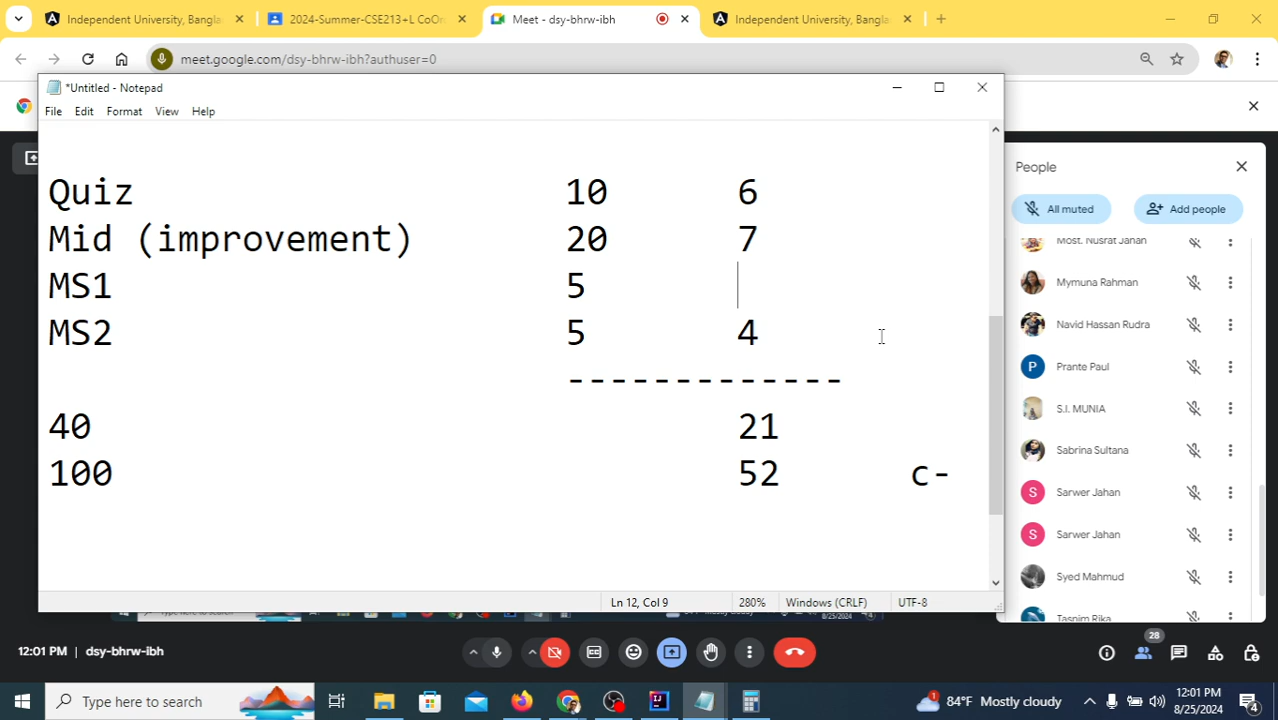 Independent University, Bangla
2024-Summer-CSE213+L CoOn
Meet - dsy-bhrw-ibh
Independent University, Bangla
meet.google.com/dsy-bhrw-ibh?authuser=0
*Untitled - Notepad
File Edit Format View Help
Quiz 10 6
Mid (improvement) 20 7
MS1 5
MS2 5 4
-------------
40 21
100 52 c-
Ln 12, Col 9 280% Windows (CRLF) UTF-8
People
All muted
Add people
Most. Nusrat Jahan
Mymuna Rahman
Navid Hassan Rudra
P Prante Paul
S.I. MUNIA
Sabrina Sultana
S Sarwer Jahan
S Sarwer Jahan
Syed Mahmud
Tasnim Rika
12:01 PM | dsy-bhrw-ibh
28
Type here to search
1
84°F Mostly cloudy
12:01 PM
8/25/2024
4